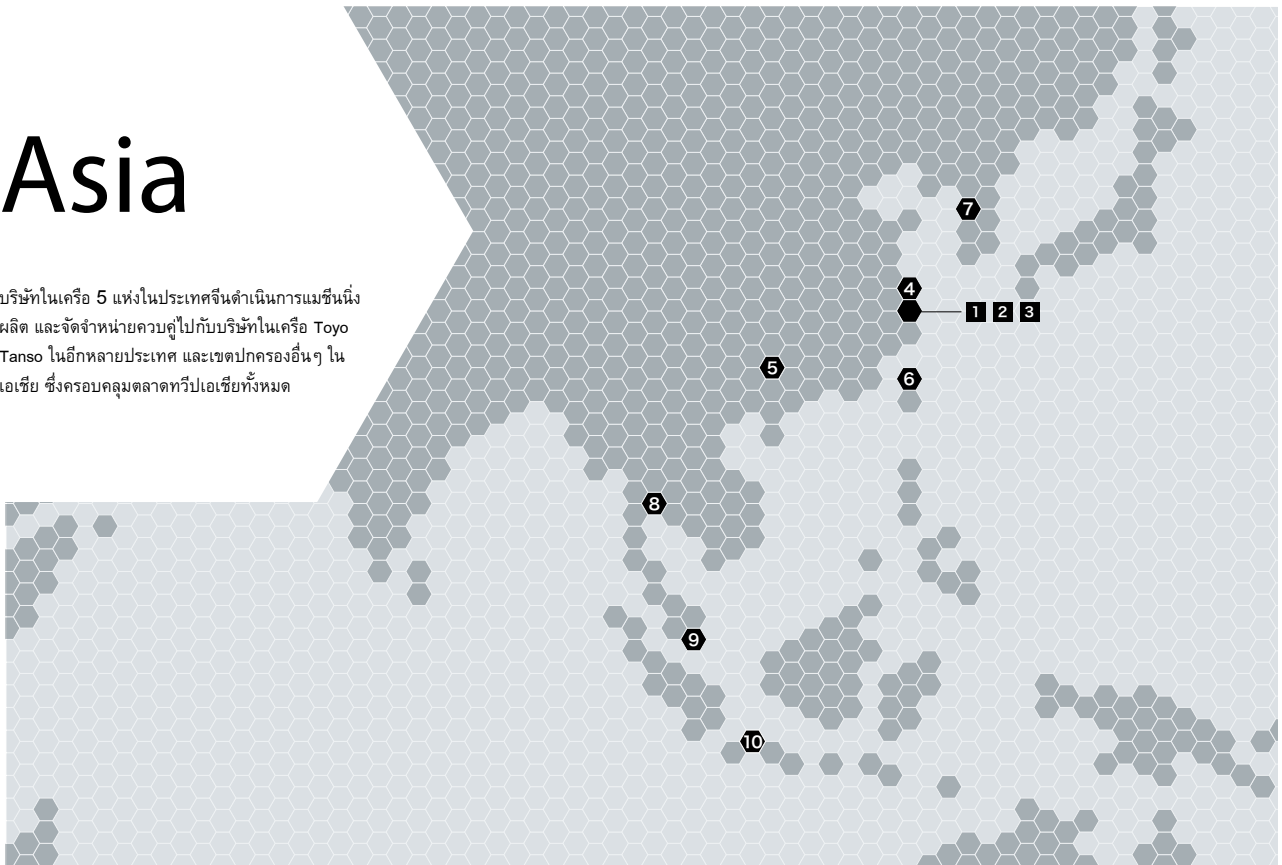 Asia
บริษัทในเครือ 5 แห่งในประเทศจีนดำเนินการแมชีนนิ่ง
ผลิต และจัดจำหน่ายควบคู่ไปกับบริษัทในเครือ Toyo
Tanso ในอีกหลายประเทศ และเขตปกครองอื่นๆ ใน
เอเชีย ซึ่งครอบคลุมตลาดทวีปเอเชียทั้งหมด
7
4
1 2 3
5
6
8
9
10